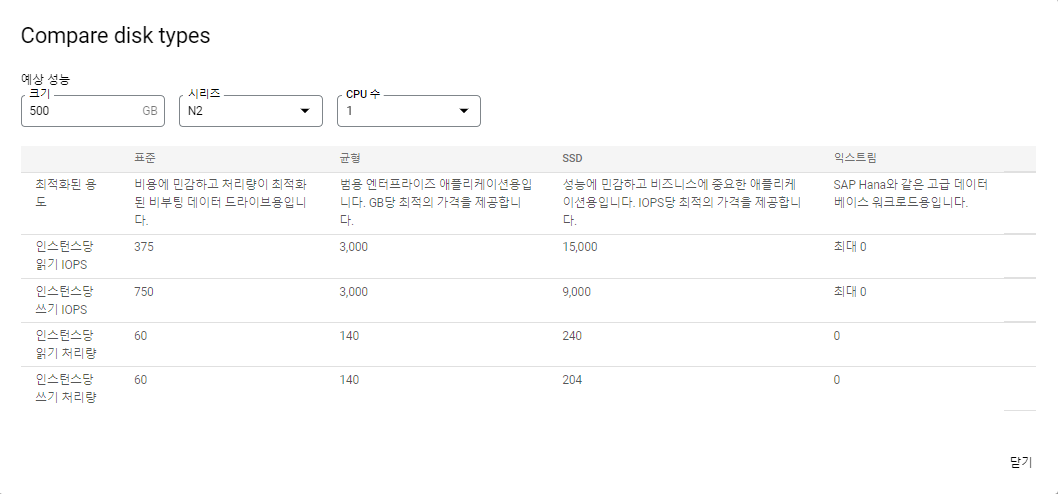 Compare disk types
예상 성능
크기 시리즈 CPU 수
500 GB N2 1
표준 균형 SSD 익스트림
최적화된 용 비용에 민감하고 처리량이 최적화 범용 엔터프라이즈 애플리케이션용입 성능에 민감하고 비즈니스에 중요한 애플리케 SAP Hana와 같은 고급 데이터
도 된 비부팅 데이터 드라이브용입니 니다. GB당 최적의 가격을 제공합니 이션용입니다. IOPS당 최적의 가격을 제공합니 베이스 워크로드용입니다.
다. 다. 다.
인스턴스당 375 3,000 15,000 최대 0
읽기 IOPS
인스턴스당 750 3,000 9,000 최대 0
쓰기 IOPS
인스턴스당 60 140 240 0
읽기 처리량
인스턴스당 60 140 204 0
쓰기 처리량
닫기